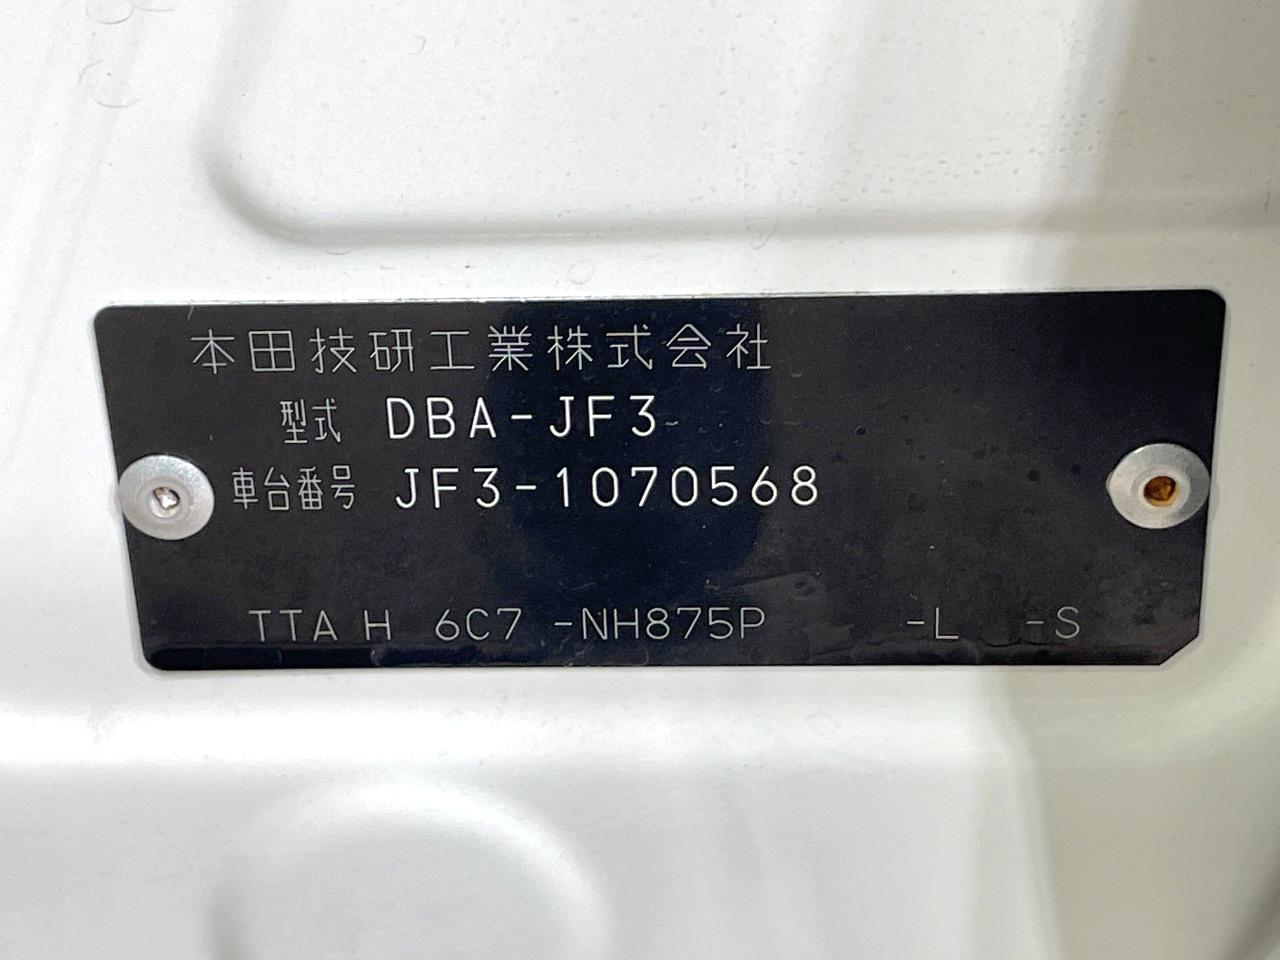 本田技研工業株式会社
型式 DBA-JF3
車台番号 JF3-1070568
TTA H 6C7 -NH875P -L -S